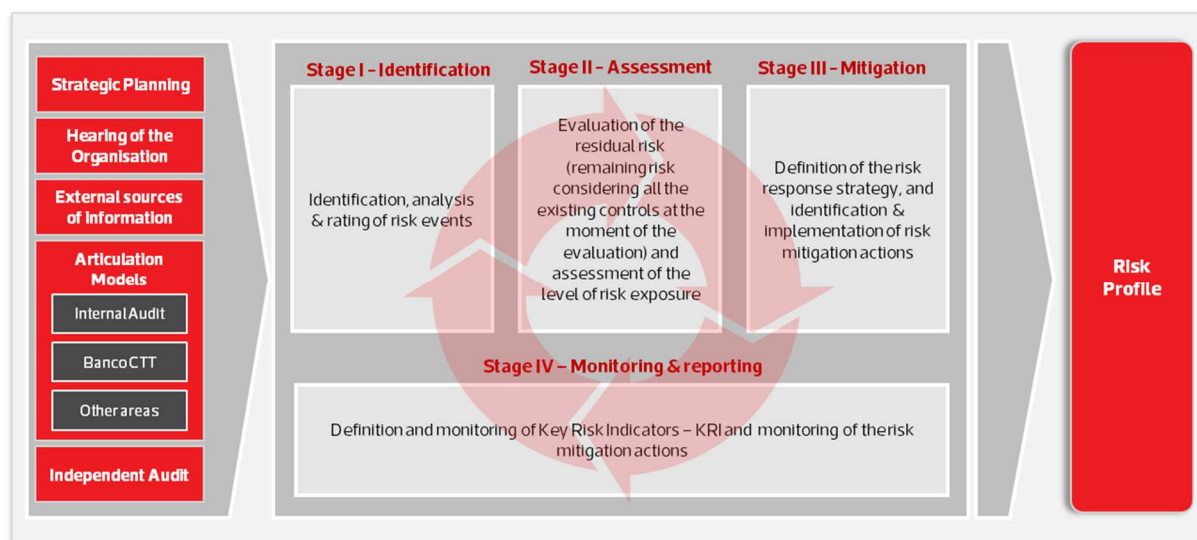 Strategic Planning
Hearing of the
Organisation
External sources
of information
Articulation
Models
Internal Audit
Banco CTT
Other areas
Independent Audit
Stage I – Identification
Identification, analysis
& rating of risk events
Stage II – Assessment
Evaluation of the
residual risk
(remaining risk
considering all the
existing controls at the
moment of the
evaluation) and
assessment of the
level of risk exposure
Stage III – Mitigation
Definition of the risk
response strategy, and
identification &
implementation of risk
mitigation actions
Stage IV – Monitoring & reporting
Definition and monitoring of Key Risk Indicators – KRI and monitoring of the risk
mitigation actions
Risk
Profile